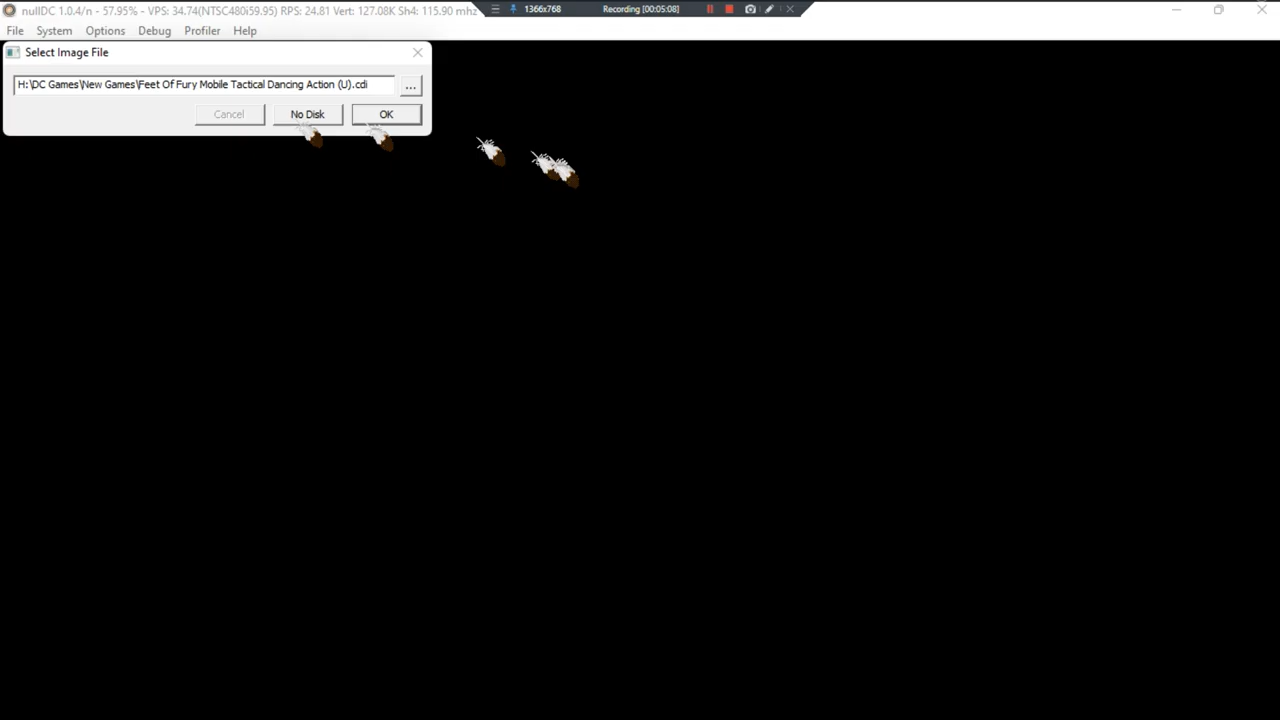 nullDC 1.0.4/n - 57.95% - VPS: 34.74(NTSC480i59.95) RPS: 24.81 Vert: 127.08K Sh4: 115.90 mhz
1366x768 Recording [00:05:08]
File System Options Debug Profiler Help
Select Image File
H:\DC Games\New Games\Feet Of Fury Mobile Tactical Dancing Action (U).cdi
...
Cancel No Disk OK